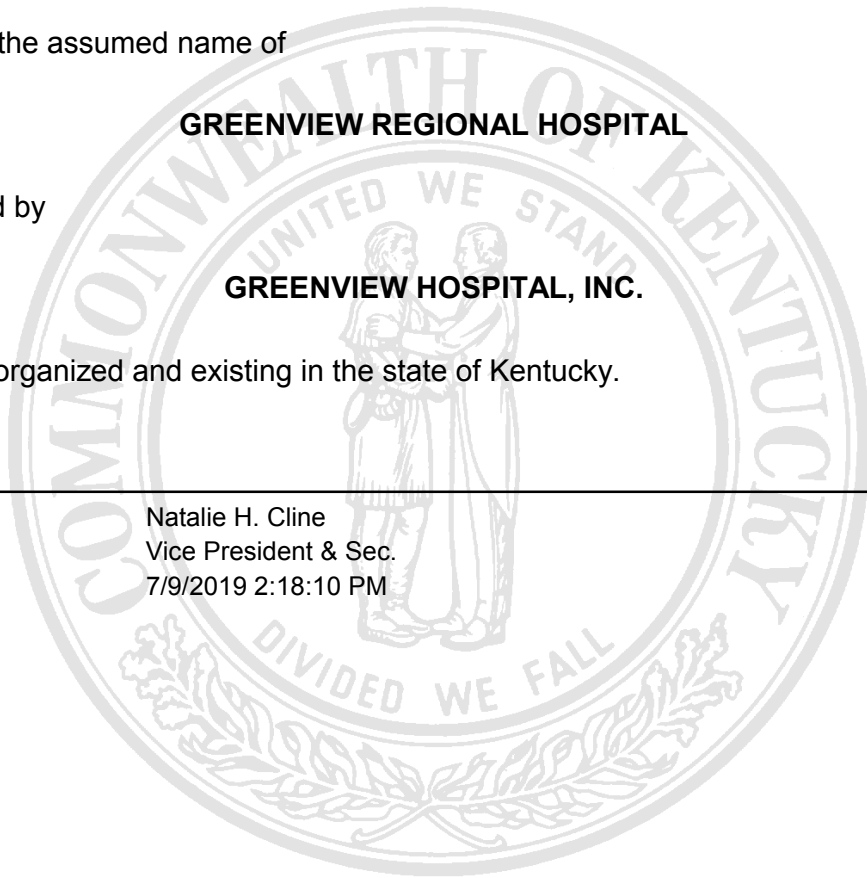 the assumed name of
GREENVIEW REGIONAL HOSPITAL
by
GREENVIEW HOSPITAL, INC.
organized and existing in the state of Kentucky.
Natalie H. Cline
Vice President & Sec.
7/9/2019 2:18:10 PM
COMMONWEALTH OF KENTUCKY
UNITED WE STAND
DIVIDED WE FALL